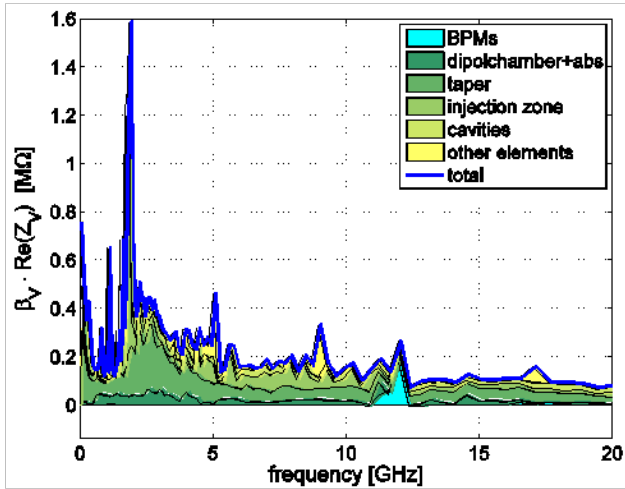 1.6
1.4
1.2
1
0.8
0.6
0.4
0.2
0
βV · Re(ZV) [MΩ]
BPMs
dipolchamber+abs
taper
injection zone
cavities
other elements
total
0 5 10 15 20
frequency [GHz]